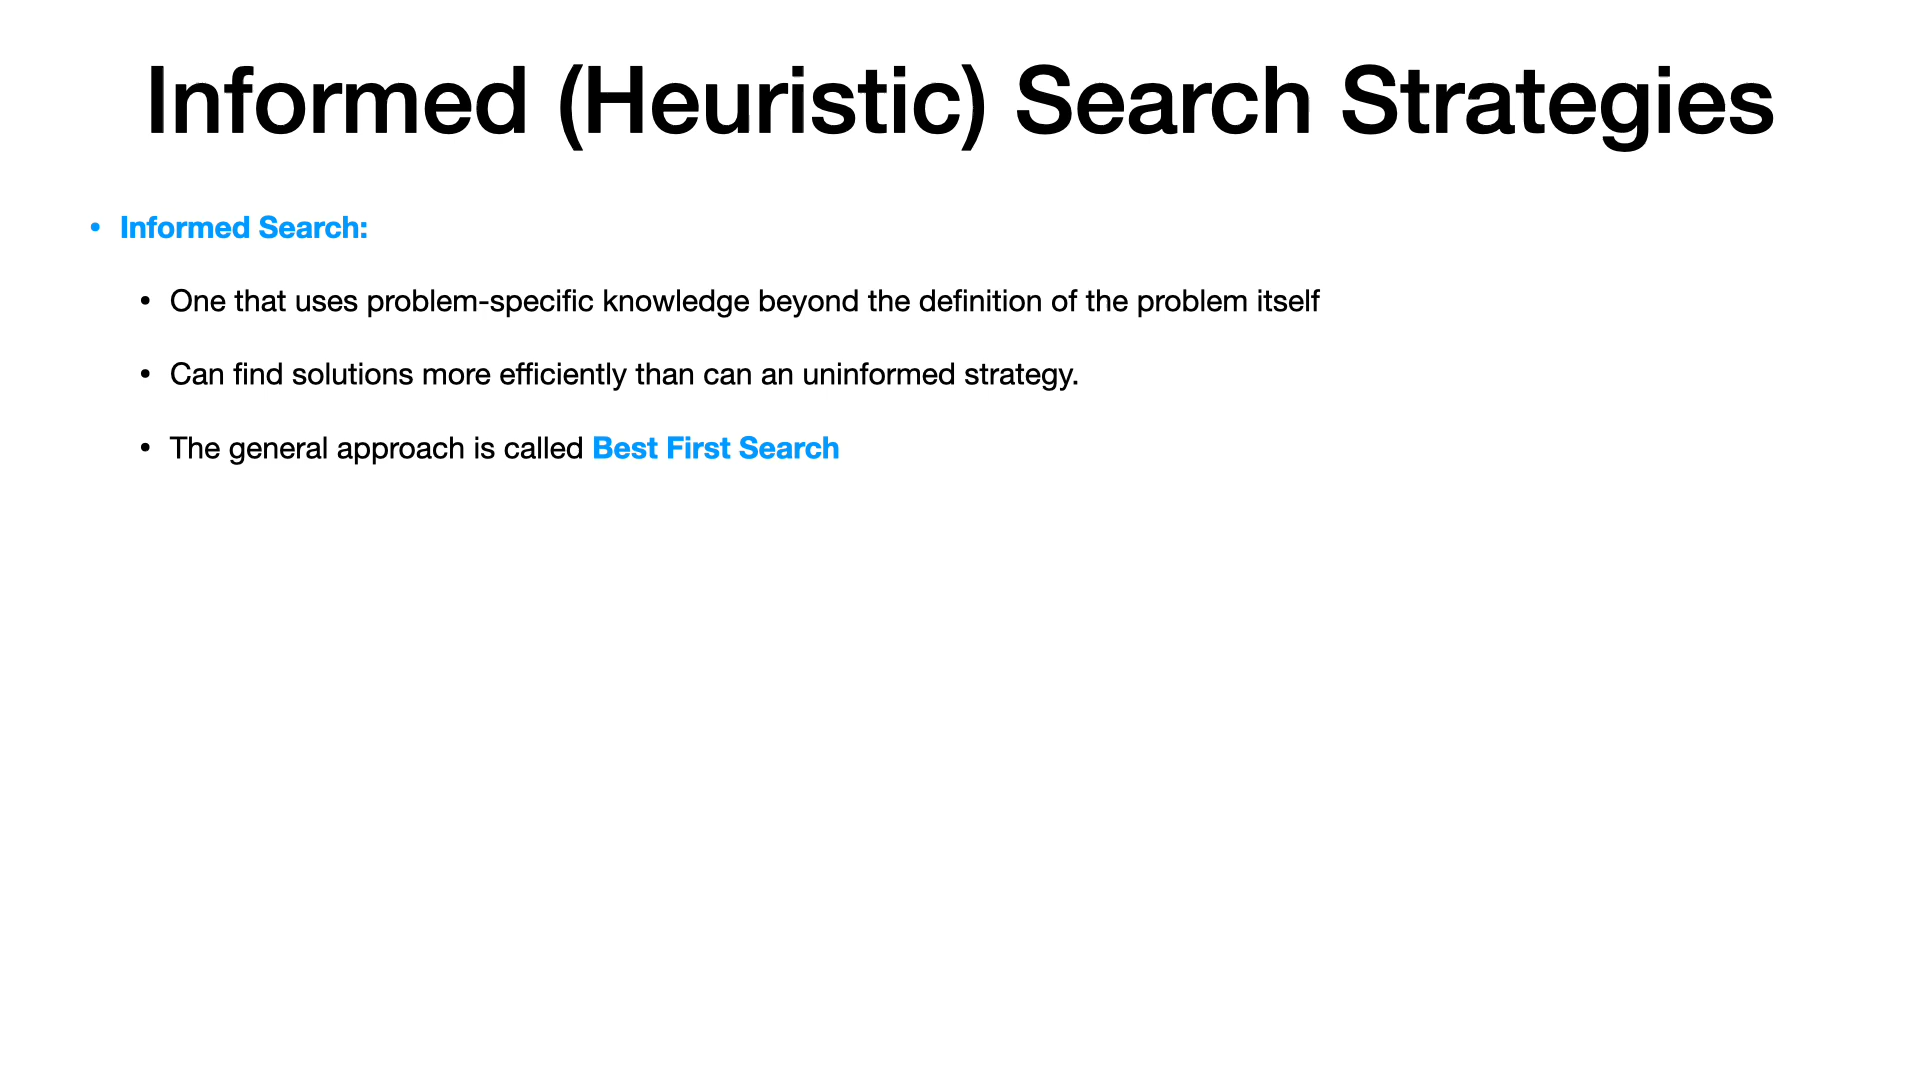 Informed (Heuristic) Search Strategies
• Informed Search:
• One that uses problem-specific knowledge beyond the definition of the problem itself
• Can find solutions more efficiently than can an uninformed strategy.
• The general approach is called Best First Search